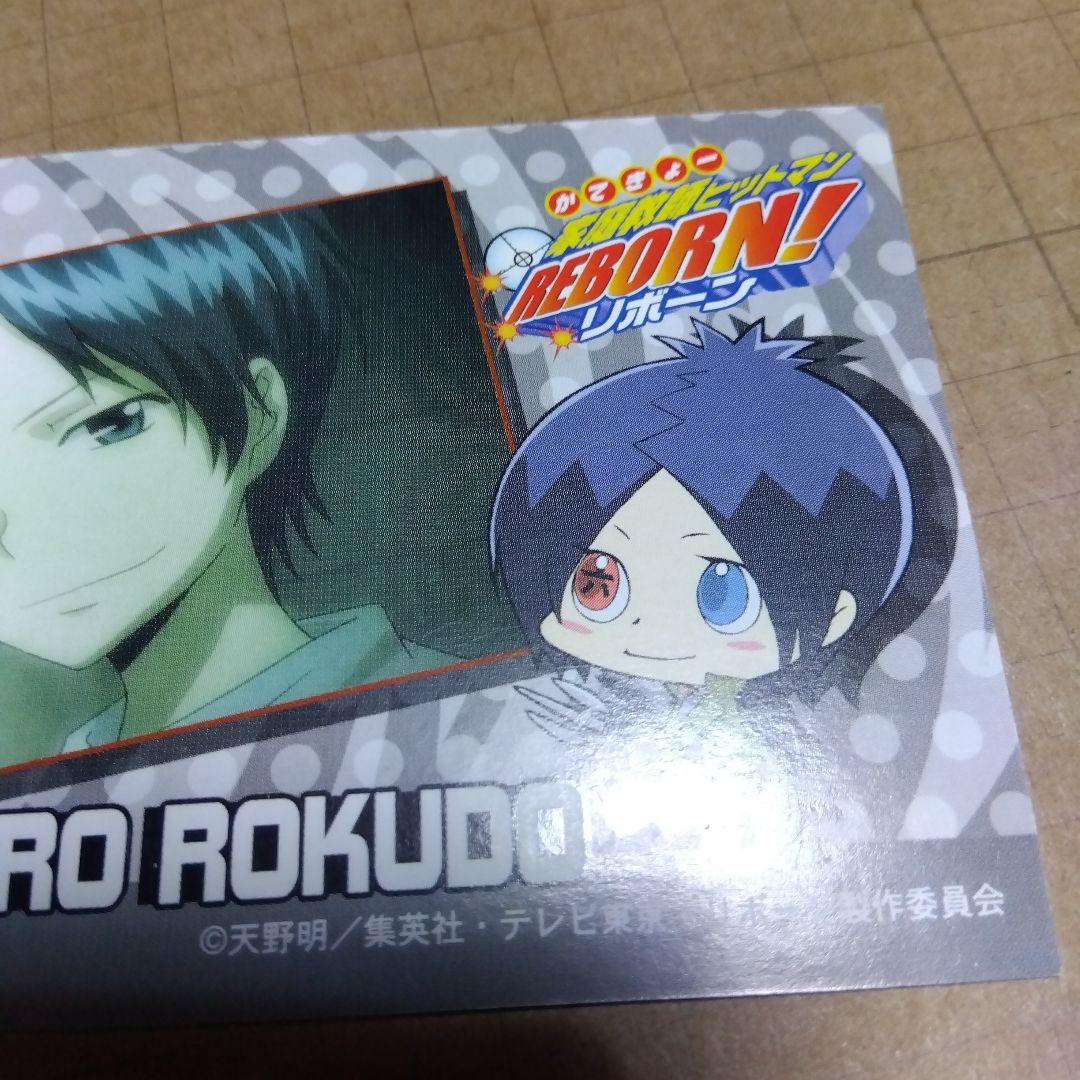 かてきょー
家庭教師ヒットマン
REBORN!
リボーン
六
RO ROKUDO
©天野明／集英社・テレビ東京 製作委員会